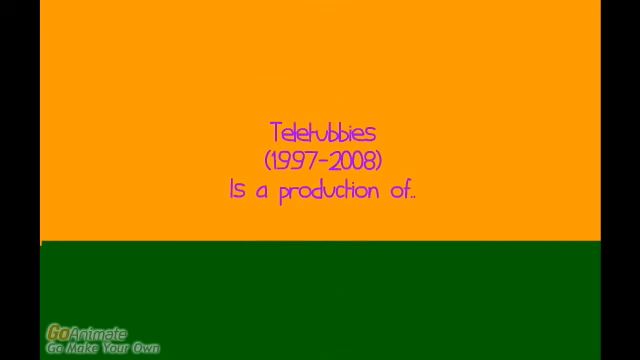 Teletubbies
(1997-2008)
Is a production of..
GoAnimate
Go Make Your Own